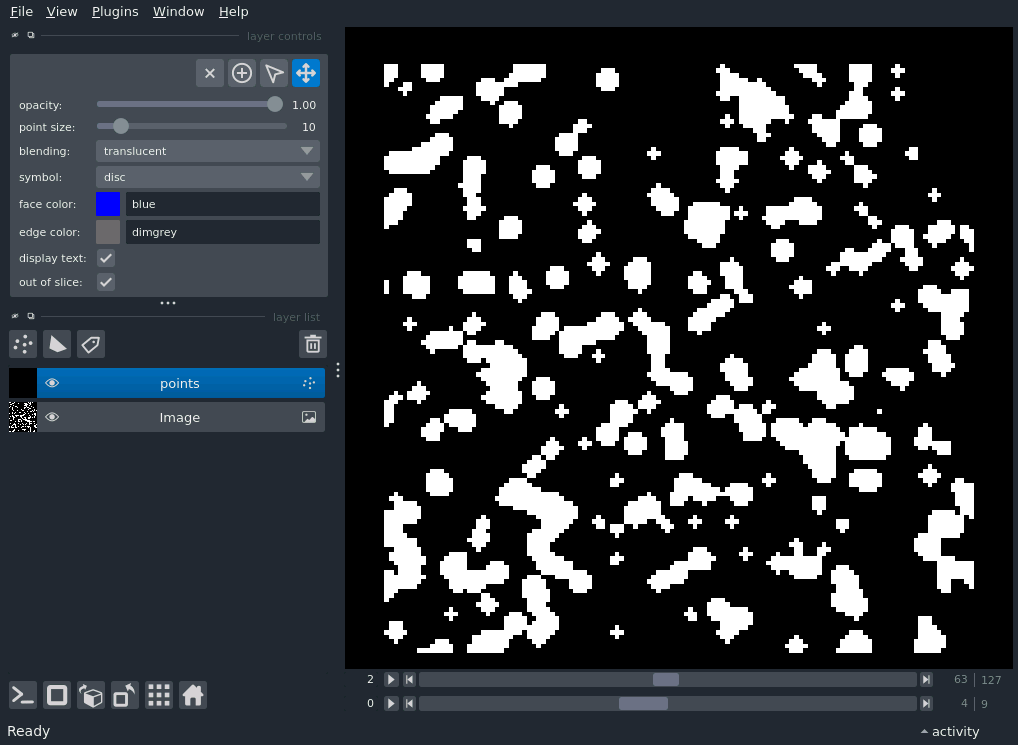 File View Plugins Window Help
layer controls
opacity: 1.00
point size: 10
blending: translucent
symbol: disc
face color: blue
edge color: dimgrey
display text:
out of slice:
layer list
points
Image
2 63 127
0 4 9
Ready activity